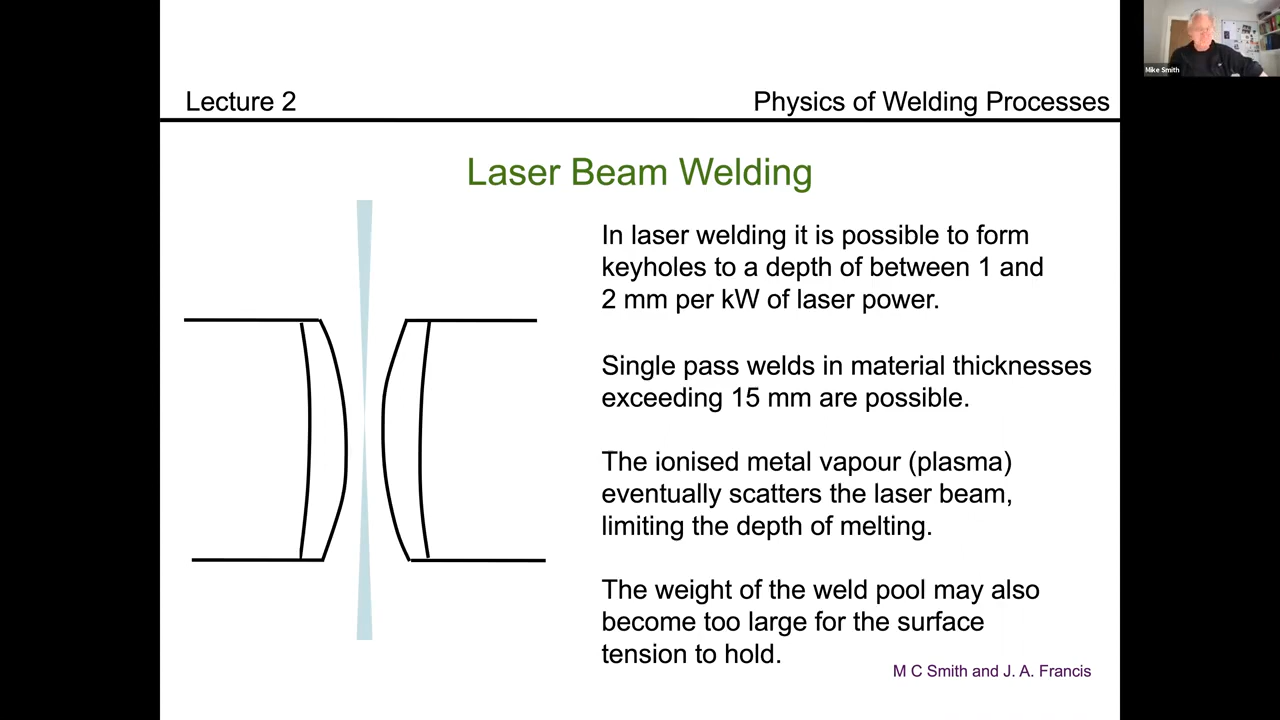 Mike Smith
Lecture 2
Physics of Welding Processes
Laser Beam Welding
In laser welding it is possible to form
keyholes to a depth of between 1 and
2 mm per kW of laser power.
Single pass welds in material thicknesses
exceeding 15 mm are possible.
The ionised metal vapour (plasma)
eventually scatters the laser beam,
limiting the depth of melting.
The weight of the weld pool may also
become too large for the surface
tension to hold.
M C Smith and J. A. Francis